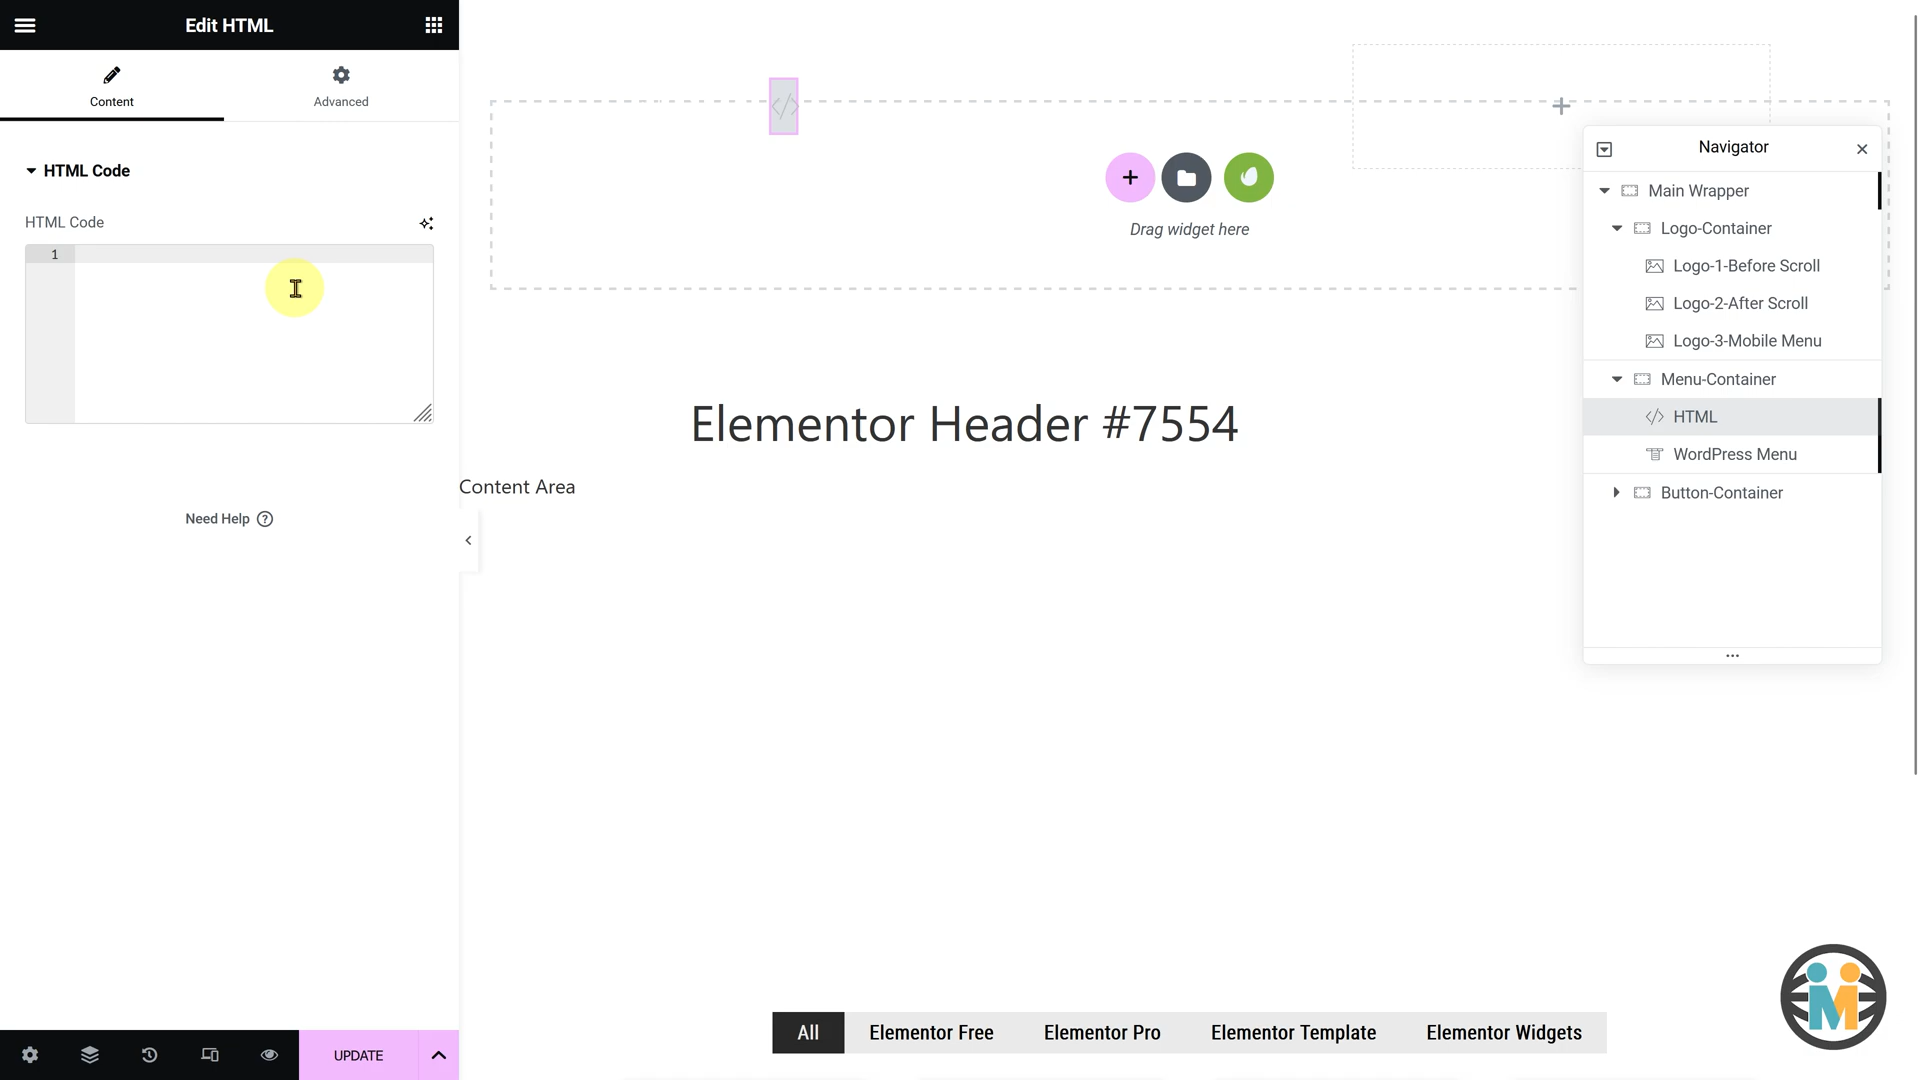 Edit HTML
Content
Advanced
HTML Code
HTML Code
1
Need Help ?
UPDATE
</>
+
+
Drag widget here
Elementor Header #7554
Content Area
Navigator
Main Wrapper
Logo-Container
Logo-1-Before Scroll
Logo-2-After Scroll
Logo-3-Mobile Menu
Menu-Container
</> HTML
WordPress Menu
Button-Container
...
All Elementor Free Elementor Pro Elementor Template Elementor Widgets
M